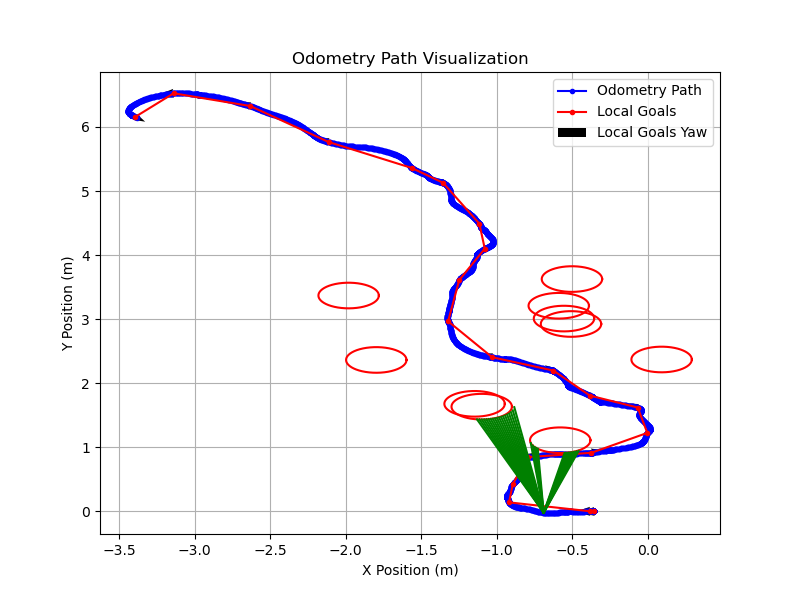 Odometry Path Visualization
Odometry Path
Local Goals
Local Goals Yaw
Y Position (m)
6
5
4
3
2
1
0
−3.5 −3.0 −2.5 −2.0 −1.5 −1.0 −0.5 0.0
X Position (m)